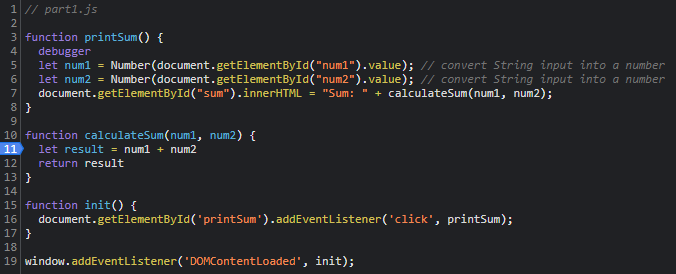 1 // part1.js
2
3 function printSum() {
4   debugger
5   let num1 = Number(document.getElementById("num1").value); // convert String input into a number
6   let num2 = Number(document.getElementById("num2").value); // convert String input into a number
7   document.getElementById("sum").innerHTML = "Sum: " + calculateSum(num1, num2);
8 }
9
10 function calculateSum(num1, num2) {
11   let result = num1 + num2
12   return result
13 }
14
15 function init() {
16   document.getElementById('printSum').addEventListener('click', printSum);
17 }
18
19 window.addEventListener('DOMContentLoaded', init);